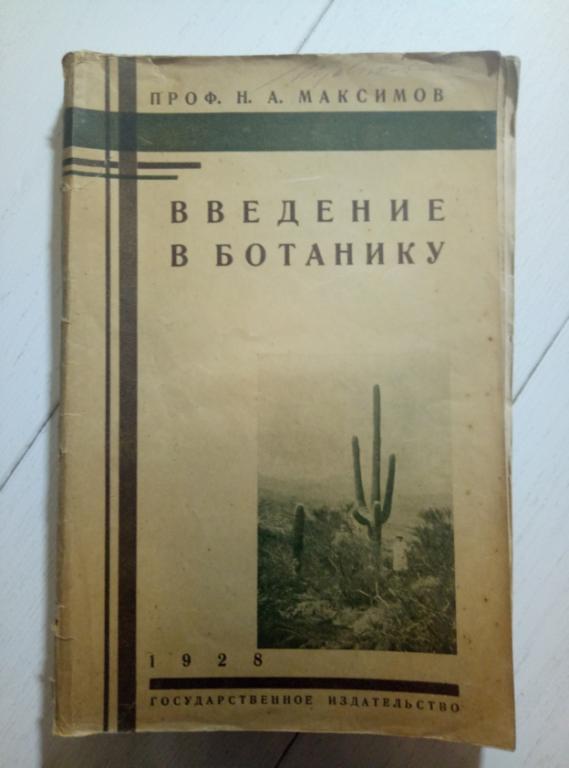 ПРОФ. Н. А. МАКСИМОВ
ВВЕДЕНИЕ
В БОТАНИКУ
1928
ГОСУДАРСТВЕННОЕ ИЗДАТЕЛЬСТВО